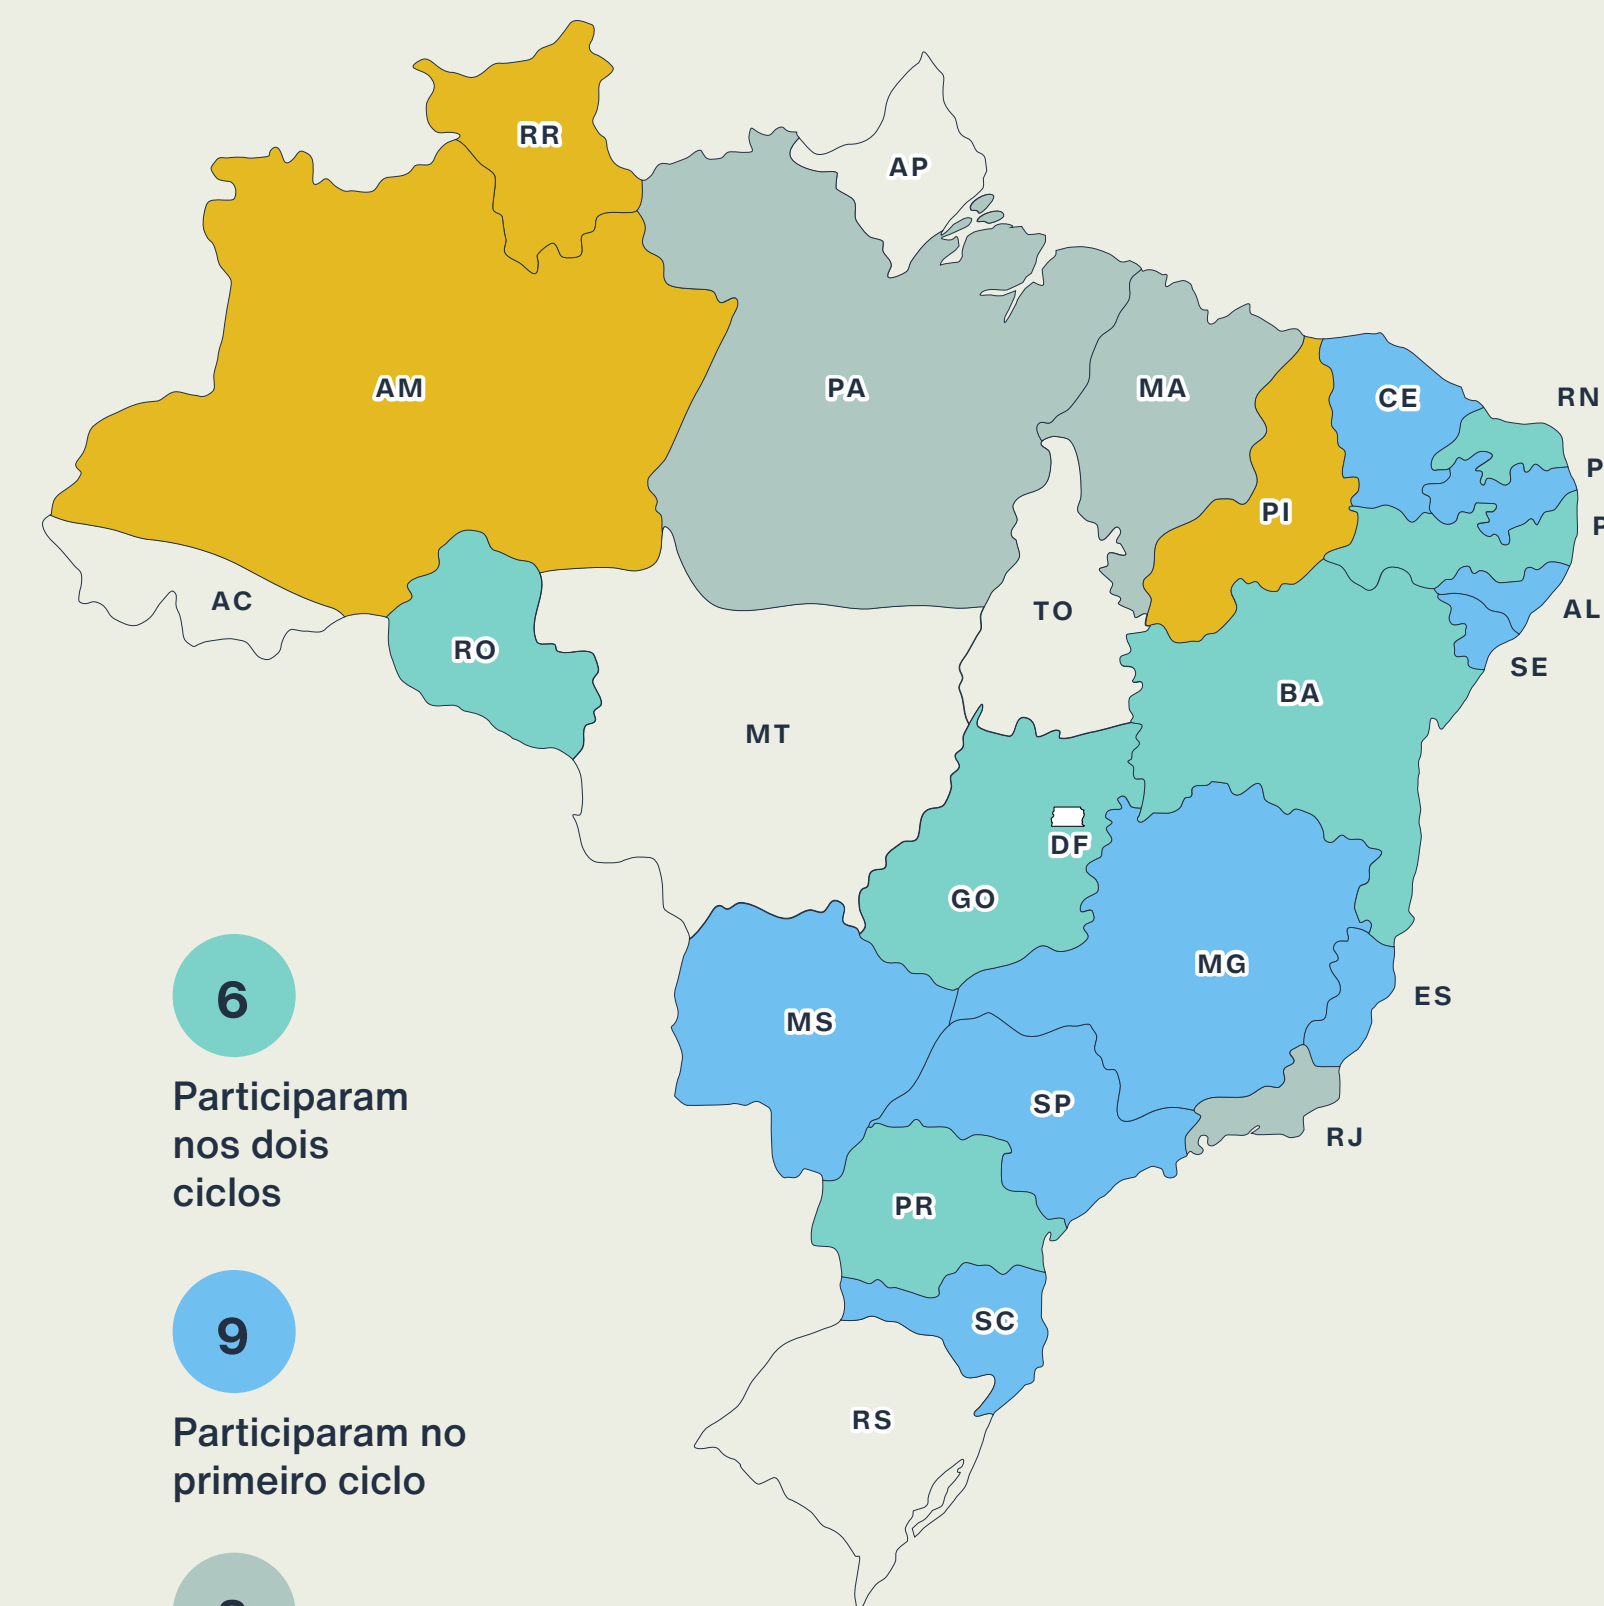 RR
AP
AM
PA
MA
CE
RN
PI
AC
TO
AL
RO
SE
BA
MT
DF
GO
MG
ES
MS
SP
RJ
PR
SC
RS
6
Participaram
nos dois
ciclos
9
Participaram no
primeiro ciclo